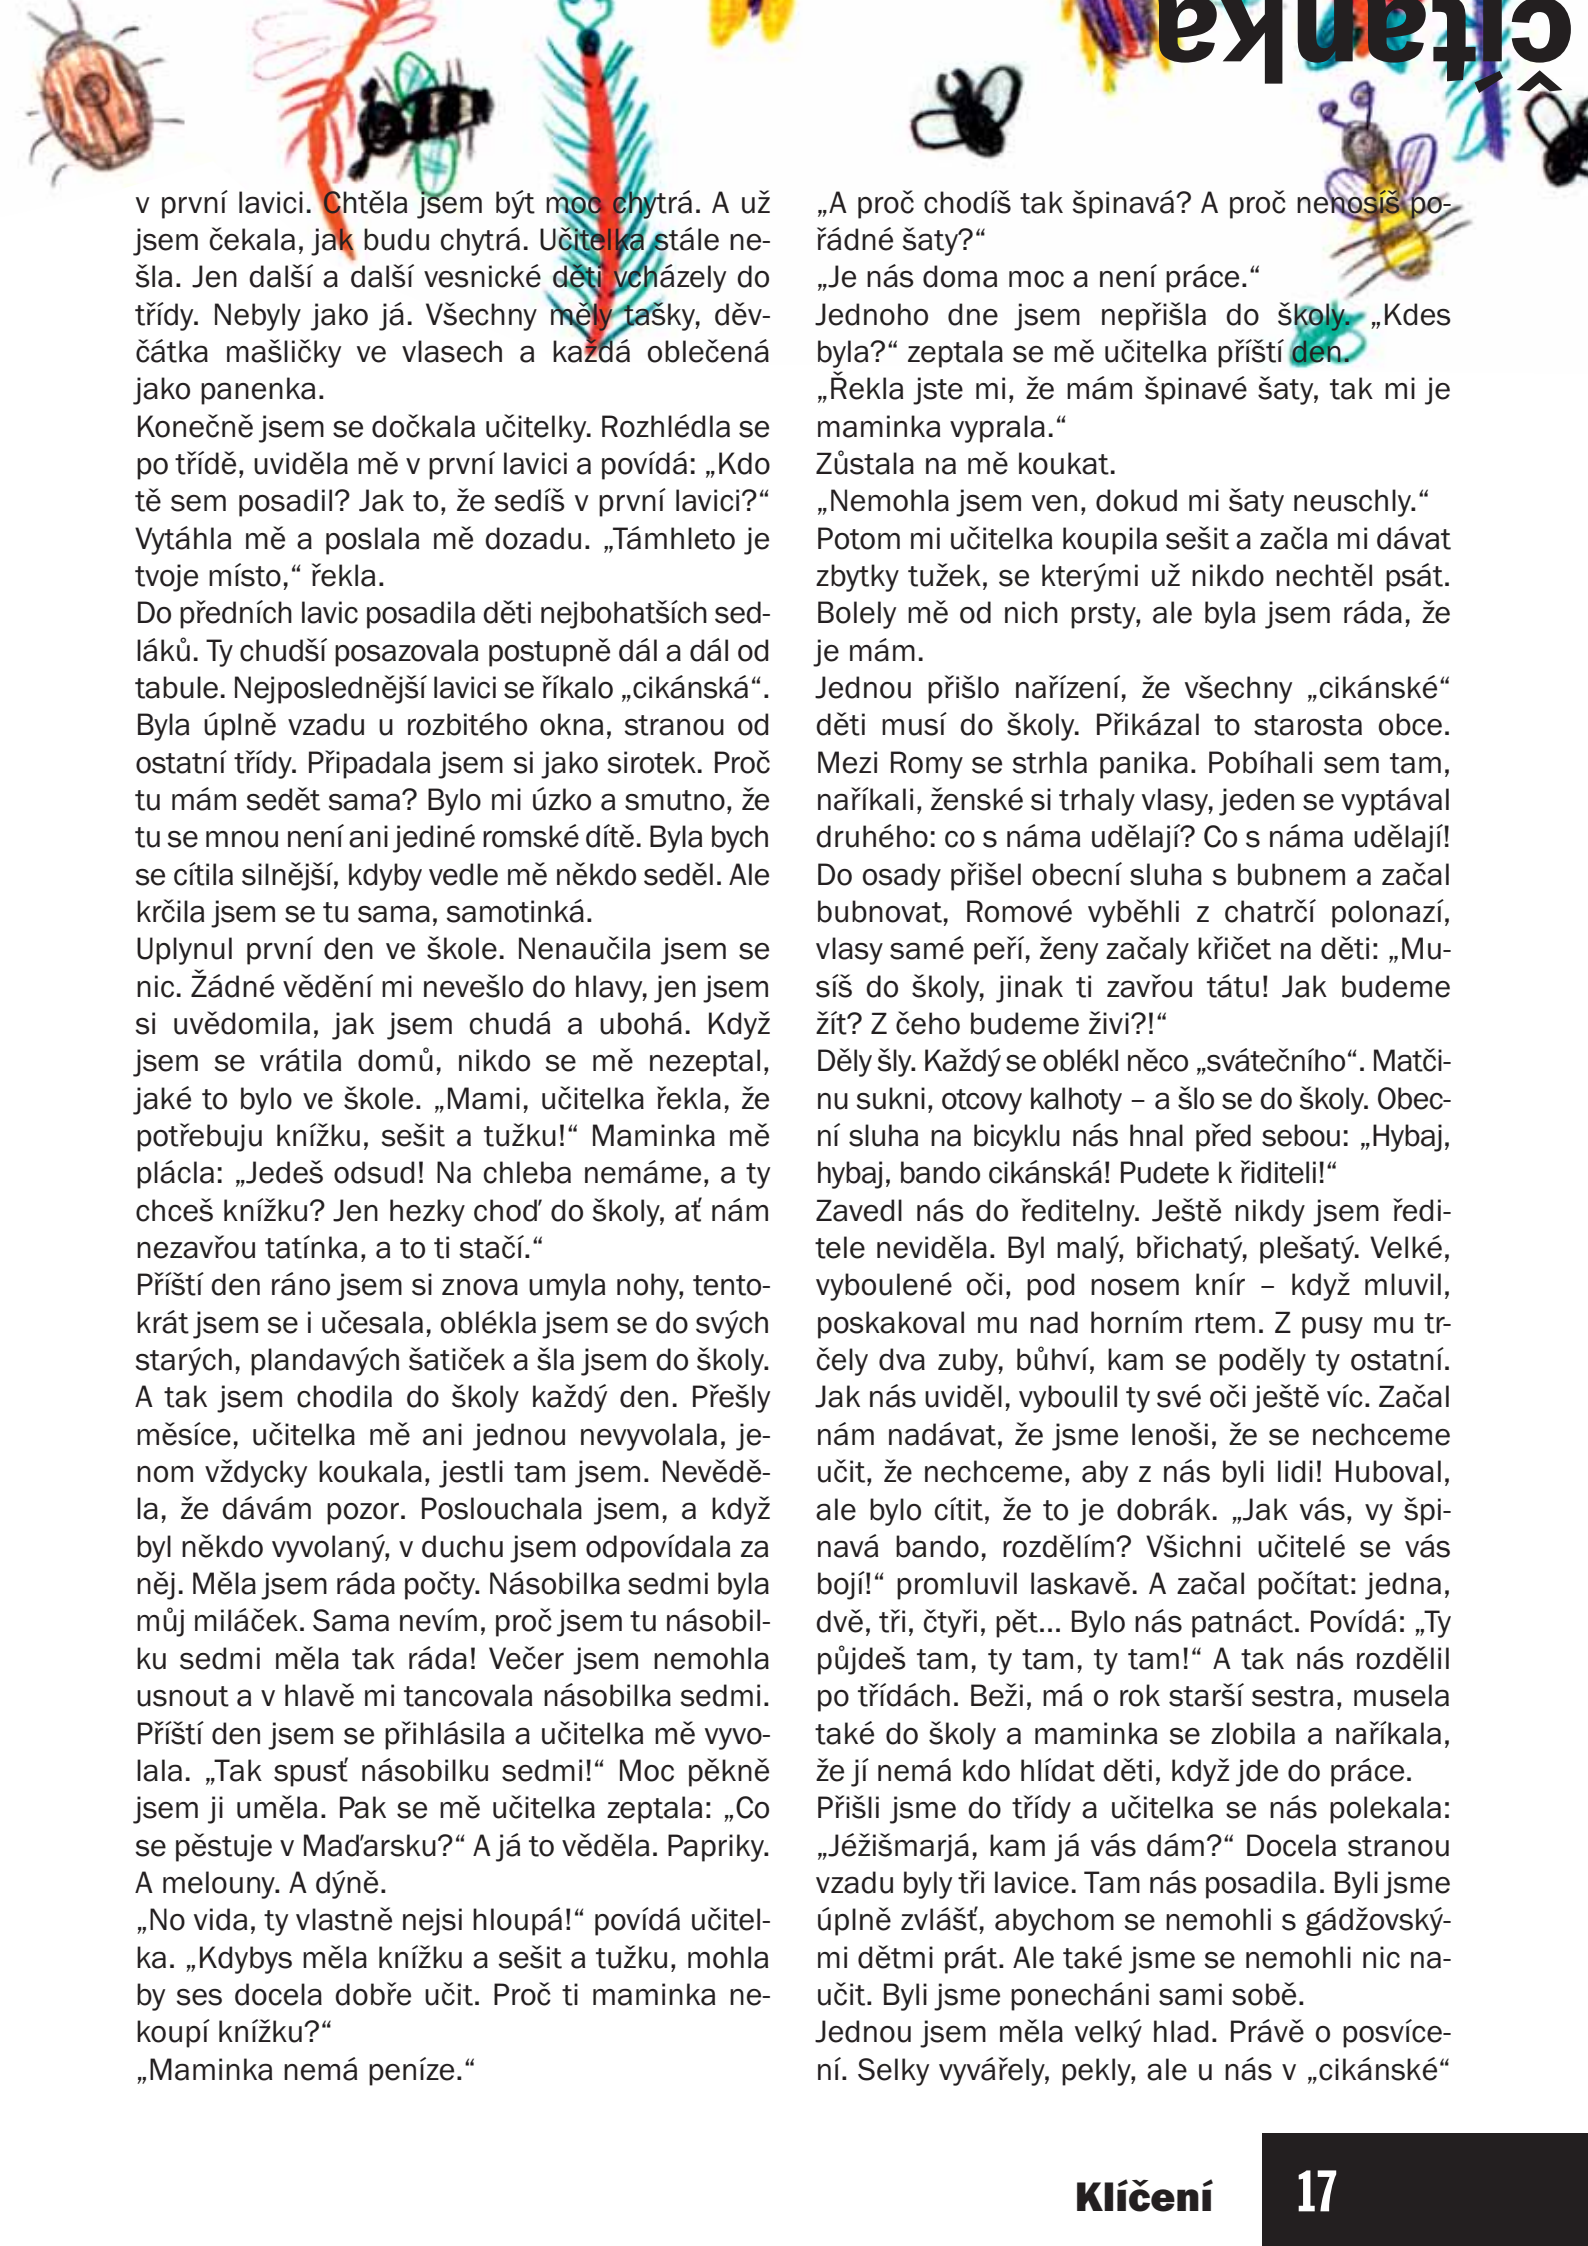 čítanka
v první lavici. Chtěla jsem být moc chytrá. A už
jsem čekala, jak budu chytrá. Učitelka stále ne-
šla. Jen další a další vesnické děti vcházely do
třídy. Nebyly jako já. Všechny měly tašky, děv-
čátka mašličky ve vlasech a každá oblečená
jako panenka.
Konečně jsem se dočkala učitelky. Rozhlédla se
po třídě, uviděla mě v první lavici a povídá: „Kdo
tě sem posadil? Jak to, že sedíš v první lavici?“
Vytáhla mě a poslala mě dozadu. „Támhleto je
tvoje místo,“ řekla.
Do předních lavic posadila děti nejbohatších sed-
láků. Ty chudší posazovala postupně dál a dál od
tabule. Nejposlednější lavici se říkalo „cikánská“.
Byla úplně vzadu u rozbitého okna, stranou od
ostatní třídy. Připadala jsem si jako sirotek. Proč
tu mám sedět sama? Bylo mi úzko a smutno, že
tu se mnou není ani jediné romské dítě. Byla bych
se cítila silnější, kdyby vedle mě někdo seděl. Ale
krčila jsem se tu sama, samotinká.
Uplynul první den ve škole. Nenaučila jsem se
nic. Žádné vědění mi nevešlo do hlavy, jen jsem
si uvědomila, jak jsem chudá a ubohá. Když
jsem se vrátila domů, nikdo se mě nezeptal,
jaké to bylo ve škole. „Mami, učitelka řekla, že
potřebuju knížku, sešit a tužku!“ Maminka mě
plácla: „Jedeš odsud! Na chleba nemáme, a ty
chceš knížku? Jen hezky choď do školy, ať nám
nezavřou tatínka, a to ti stačí.“
Příští den ráno jsem si znova umyla nohy, tento-
krát jsem se i učesala, oblékla jsem se do svých
starých, plandavých šatiček a šla jsem do školy.
A tak jsem chodila do školy každý den. Přešly
měsíce, učitelka mě ani jednou nevyvolala, je-
nom vždycky koukala, jestli tam jsem. Nevědě-
la, že dávám pozor. Poslouchala jsem, a když
byl někdo vyvolaný, v duchu jsem odpovídala za
něj. Měla jsem ráda počty. Násobilka sedmi byla
můj miláček. Sama nevím, proč jsem tu násobil-
ku sedmi měla tak ráda! Večer jsem nemohla
usnout a v hlavě mi tancovala násobilka sedmi.
Příští den jsem se přihlásila a učitelka mě vyvo-
lala. „Tak spusť násobilku sedmi!“ Moc pěkně
jsem ji uměla. Pak se mě učitelka zeptala: „Co
se pěstuje v Maďarsku?“ A já to věděla. Papriky.
A melouny. A dýně.
„No vida, ty vlastně nejsi hloupá!“ povídá učitel-
ka. „Kdybys měla knížku a sešit a tužku, mohla
by ses docela dobře učit. Proč ti maminka ne-
koupí knížku?“
„Maminka nemá peníze.“
„A proč chodíš tak špinavá? A proč nenosíš po-
řádné šaty?“
„Je nás doma moc a není práce.“
Jednoho dne jsem nepřišla do školy. „Kdes
byla?“ zeptala se mě učitelka příští den.
„Řekla jste mi, že mám špinavé šaty, tak mi je
maminka vyprala.“
Zůstala na mě koukat.
„Nemohla jsem ven, dokud mi šaty neuschly.“
Potom mi učitelka koupila sešit a začla mi dávat
zbytky tužek, se kterými už nikdo nechtěl psát.
Bolely mě od nich prsty, ale byla jsem ráda, že
je mám.
Jednou přišlo nařízení, že všechny „cikánské“
děti musí do školy. Přikázal to starosta obce.
Mezi Romy se strhla panika. Pobíhali sem tam,
naříkali, ženské si trhaly vlasy, jeden se vyptával
druhého: co s náma udělají? Co s náma udělají!
Do osady přišel obecní sluha s bubnem a začal
bubnovat, Romové vyběhli z chatrčí polonazí,
vlasy samé peří, ženy začaly křičet na děti: „Mu-
síš do školy, jinak ti zavřou tátu! Jak budeme
žít? Z čeho budeme živi?!“
Děly šly. Každý se oblékl něco „svátečního“. Matči-
nu sukni, otcovy kalhoty – a šlo se do školy. Obec-
ní sluha na bicyklu nás hnal před sebou: „Hybaj,
hybaj, bando cikánská! Pudete k řiditeli!“
Zavedl nás do ředitelny. Ještě nikdy jsem ředi-
tele neviděla. Byl malý, břichatý, plešatý. Velké,
vyboulené oči, pod nosem knír – když mluvil,
poskakoval mu nad horním rtem. Z pusy mu tr-
čely dva zuby, bůhví, kam se poděly ty ostatní.
Jak nás uviděl, vyboulil ty své oči ještě víc. Začal
nám nadávat, že jsme lenoši, že se nechceme
učit, že nechceme, aby z nás byli lidi! Huboval,
ale bylo cítit, že to je dobrák. „Jak vás, vy špi-
navá bando, rozdělím? Všichni učitelé se vás
bojí!“ promluvil laskavě. A začal počítat: jedna,
dvě, tři, čtyři, pět... Bylo nás patnáct. Povídá: „Ty
půjdeš tam, ty tam, ty tam!“ A tak nás rozdělil
po třídách. Beži, má o rok starší sestra, musela
také do školy a maminka se zlobila a naříkala,
že jí nemá kdo hlídat děti, když jde do práce.
Přišli jsme do třídy a učitelka se nás polekala:
„Jéžišmarjá, kam já vás dám?“ Docela stranou
vzadu byly tři lavice. Tam nás posadila. Byli jsme
úplně zvlášť, abychom se nemohli s gádžovský-
mi dětmi prát. Ale také jsme se nemohli nic na-
učit. Byli jsme ponecháni sami sobě.
Jednou jsem měla velký hlad. Právě o posvíce-
ní. Selky vyvářely, pekly, ale u nás v „cikánské“
Klíčení
17